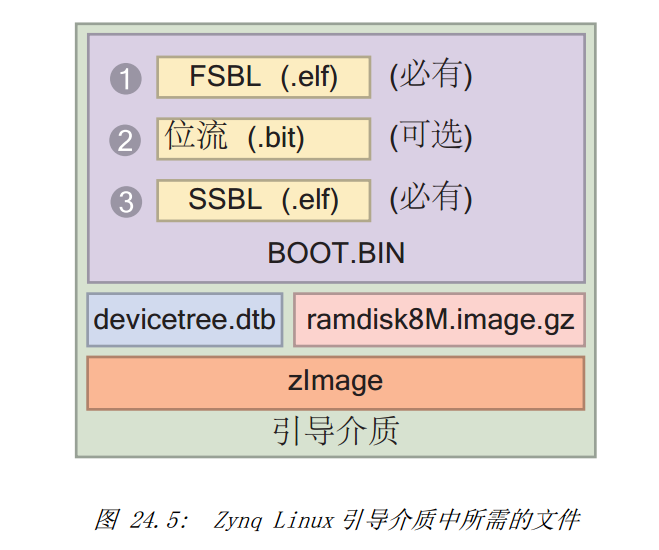 1 FSBL (.elf) (必有)
2 位流 (.bit) (可选)
3 SSBL (.elf) (必有)
BOOT.BIN
devicetree.dtb ramdisk8M.image.gz
zImage
引导介质
图 24.5: Zynq Linux 引导介质中所需的文件